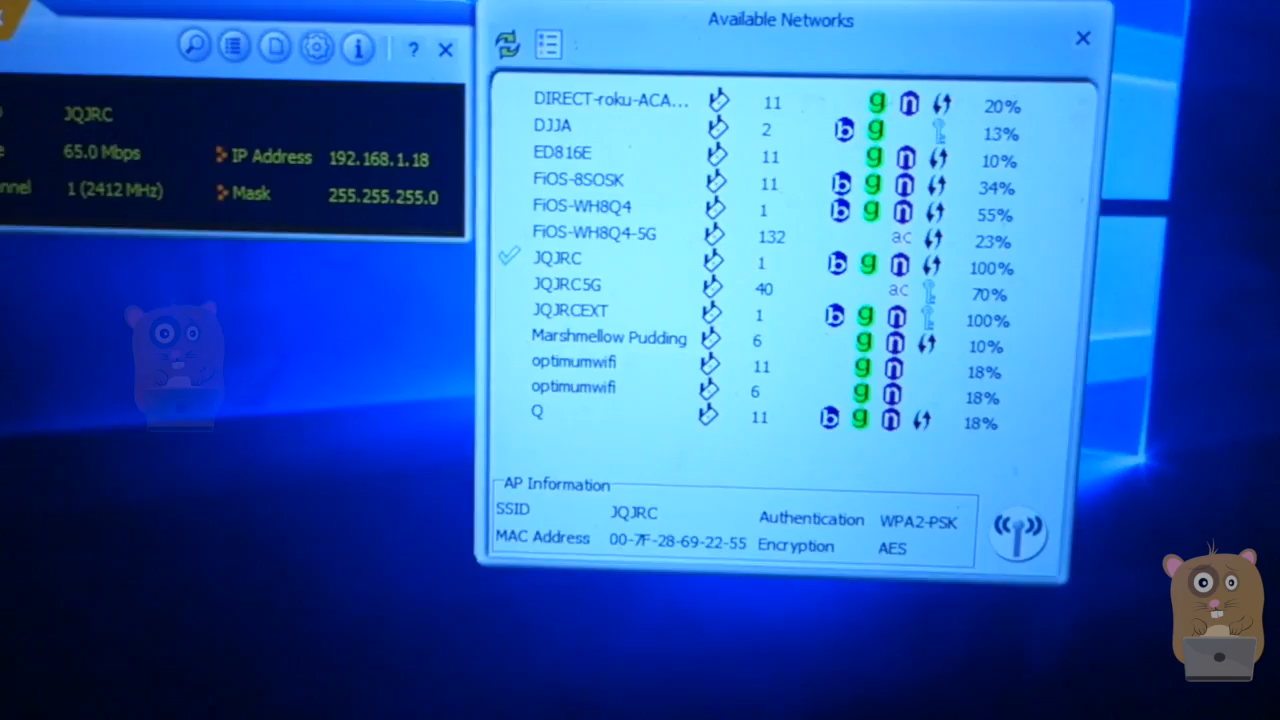 Available Networks
?
JQJRC
65.0 Mbps IP Address 192.168.1.18
1 (2412 MHz) Mask 255.255.255.0
DIRECT-roku-ACA... 11 g n 20%
DJJA 2 b g 13%
ED816E 11 g n 10%
FiOS-8SOSK 11 b g n 34%
FiOS-WH8Q4 1 b g n 55%
FiOS-WH8Q4-5G 132 ac 23%
JQJRC 1 b g n 100%
JQJRC5G 40 ac 70%
JQJRCEXT 1 b g n 100%
Marshmellow Pudding 6 g n 10%
optimumwifi 11 g n 18%
optimumwifi 6 g n 18%
Q 11 b g n 18%
AP Information
SSID JQJRC Authentication WPA2-PSK
MAC Address 00-7F-28-69-22-55 Encryption AES